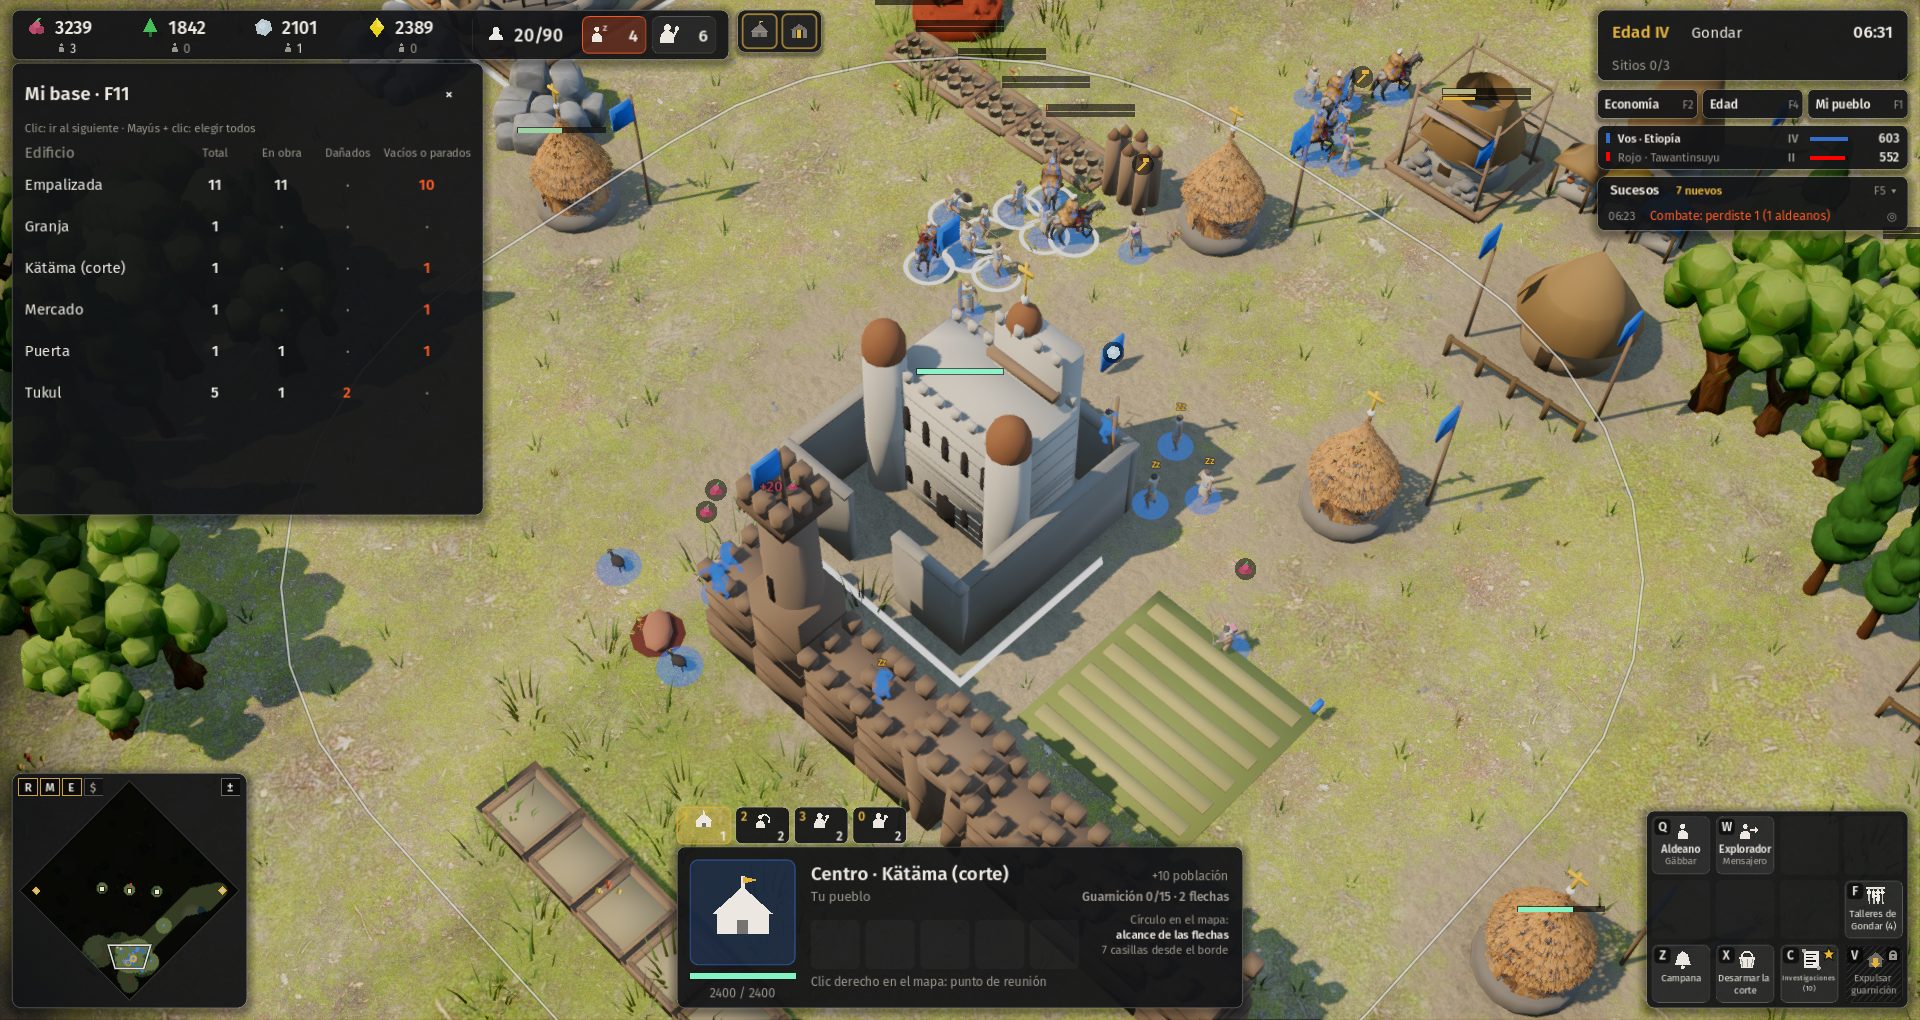 3239 1842 2101 2389 20/90 4 6
3 0 1 0
Mi base · F11 ×
Clic: ir al siguiente · Mayús + clic: elegir todos
Edificio Total En obra Dañados Vacíos o parados
Empalizada 11 11 · 10
Granja 1 · · ·
Kätäma (corte) 1 · · 1
Mercado 1 · · 1
Puerta 1 1 · 1
Tukul 5 1 2 ·
Edad IV Gondar 06:31
Sitios 0/3
Economía F2 Edad F4 Mi pueblo F1
Vos · Etiopía IV 603
Rojo · Tawantinsuyu II 552
Sucesos 7 nuevos F5
06:23 Combate: perdiste 1 (1 aldeanos)
zz
zz
zz
+20
zz
R M E $ ±
1 2 2 3 2 0 2
Centro · Kätäma (corte) +10 población
Tu pueblo Guarnición 0/15 · 2 flechas
Círculo en el mapa:
alcance de las flechas
7 casillas desde el borde
Clic derecho en el mapa: punto de reunión
2400 / 2400
Q Aldeano Gäbbar
W Explorador Mensajero
F Talleres de Gondar (4)
Z Campana
X Desarmar la corte
C Investigaciones (10)
V Expulsar guarnición